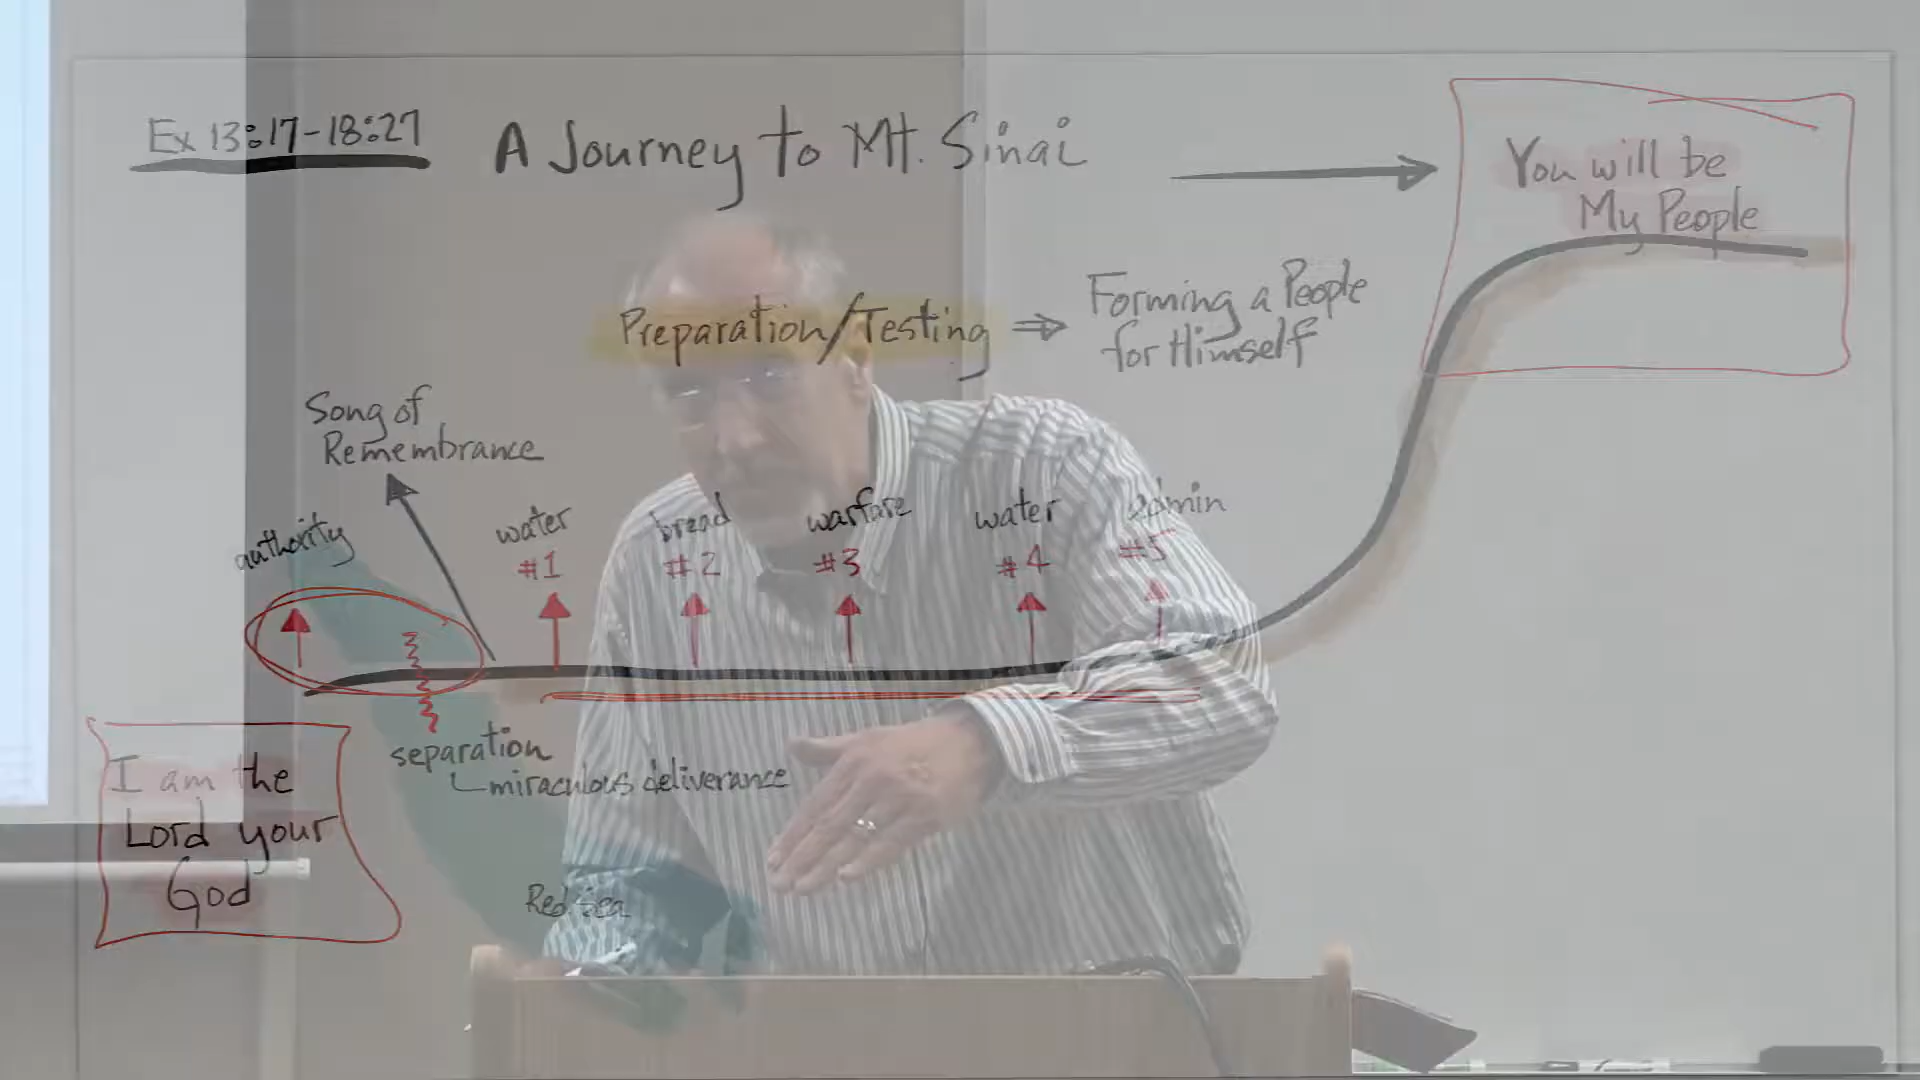 Ex 13:17-18:27
A Journey to Mt. Sinai
You will be
My People
Preparation/Testing ⇒
Forming a People
for Himself
Song of
Remembrance
authority
water
#1
bread
#2
warfare
#3
water
#4
admin
#5
separation
miraculous deliverance
I am the
Lord your
God
Red Sea